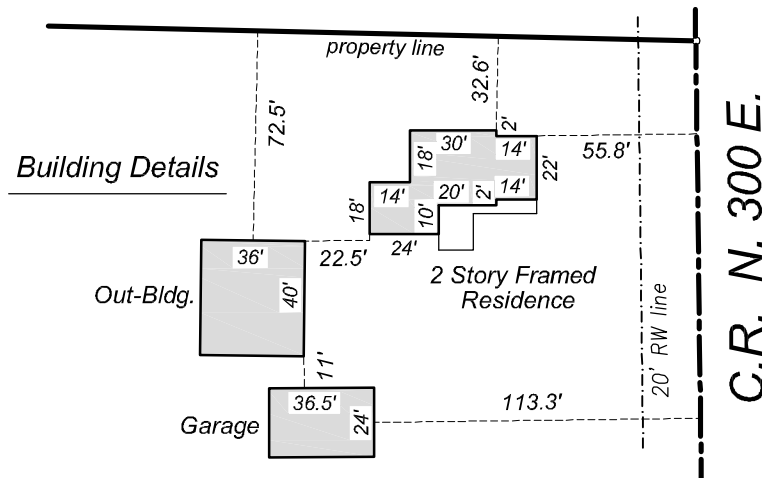 property line
32.6'
72.5'
2'
30'
14'
55.8'
18'
22'
Building Details
14'
20'
2'
14'
18'
10'
24'
36'
22.5'
2 Story Framed
Residence
Out-Bldg.
40'
11'
36.5'
113.3'
24'
Garage
20' RW line
C.R. N. 300 E.